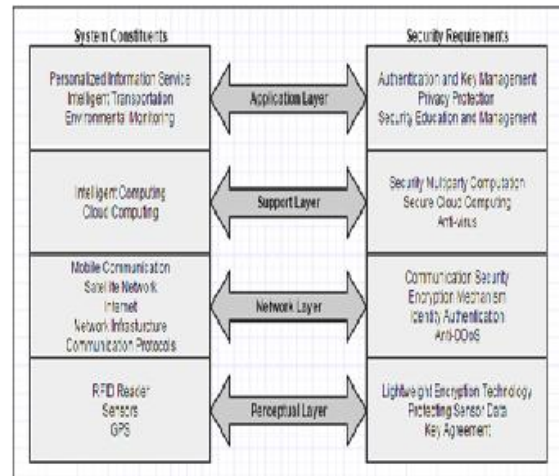 System Constituents
Security Requirements
Personalized Information Service
Intelligent Transportation
Environmental Monitoring
Application Layer
Authentication and Key Management
Privacy Protection
Security Education and Management
Intelligent Computing
Cloud Computing
Support Layer
Security Multiparty Computation
Secure Cloud Computing
Anti-virus
Mobile Communication
Satellite Network
Internet
Network Infrasturcture
Communication Protocols
Network Layer
Communication Security
Encryption Mechanism
Identity Authentication
Anti-DDoS
RFID Reader
Sensors
GPS
Perceptual Layer
Lightweight Encryption Technology
Protecting Sensor Data
Key Agreement